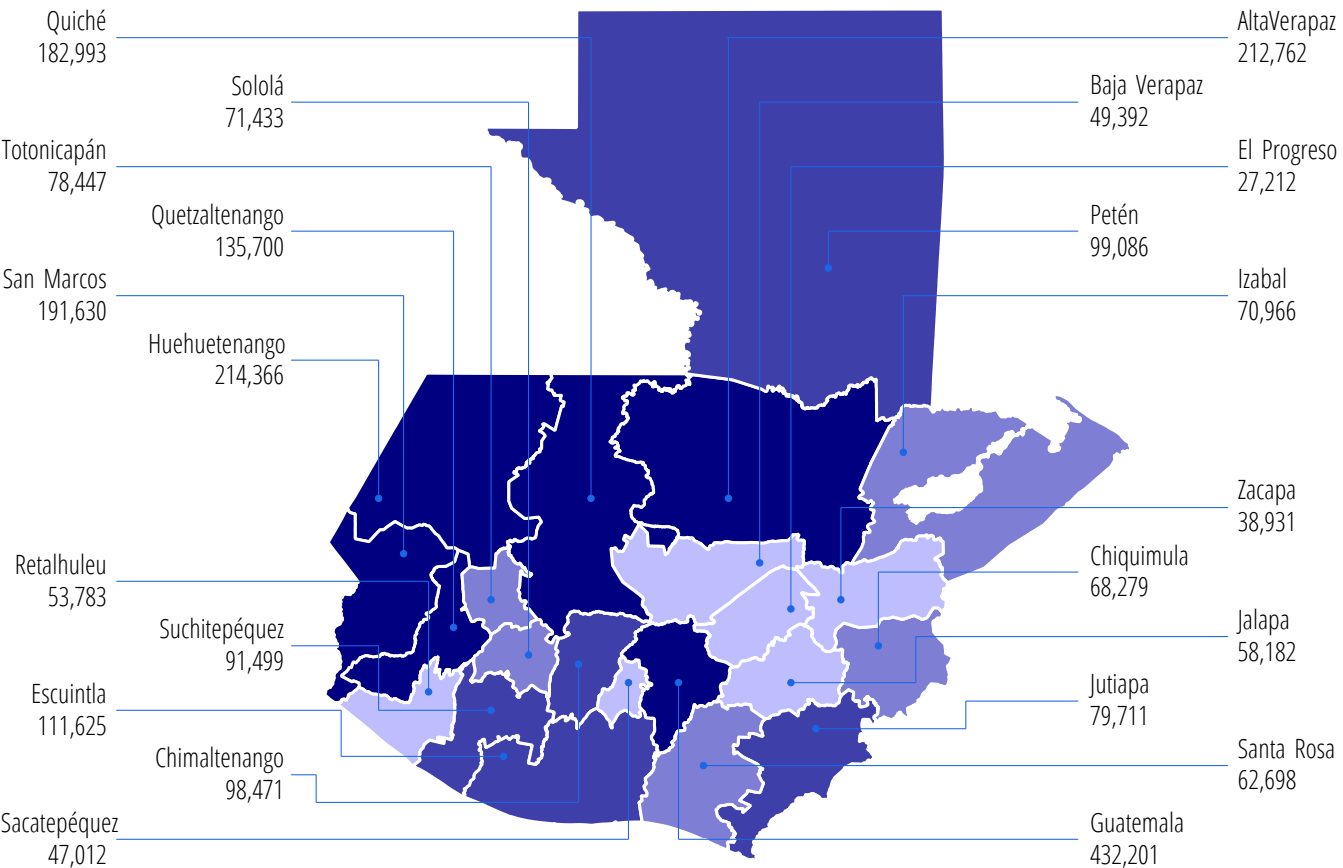 Quiché
182,993
Sololá
71,433
Totonicapán
78,447
Quetzaltenango
135,700
San Marcos
191,630
Huehuetenango
214,366
Retalhuleu
53,783
Suchitepéquez
91,499
Escuintla
111,625
Chimaltenango
98,471
Sacatepéquez
47,012
AltaVerapaz
212,762
Baja Verapaz
49,392
El Progreso
27,212
Petén
99,086
Izabal
70,966
Zacapa
38,931
Chiquimula
68,279
Jalapa
58,182
Jutiapa
79,711
Santa Rosa
62,698
Guatemala
432,201